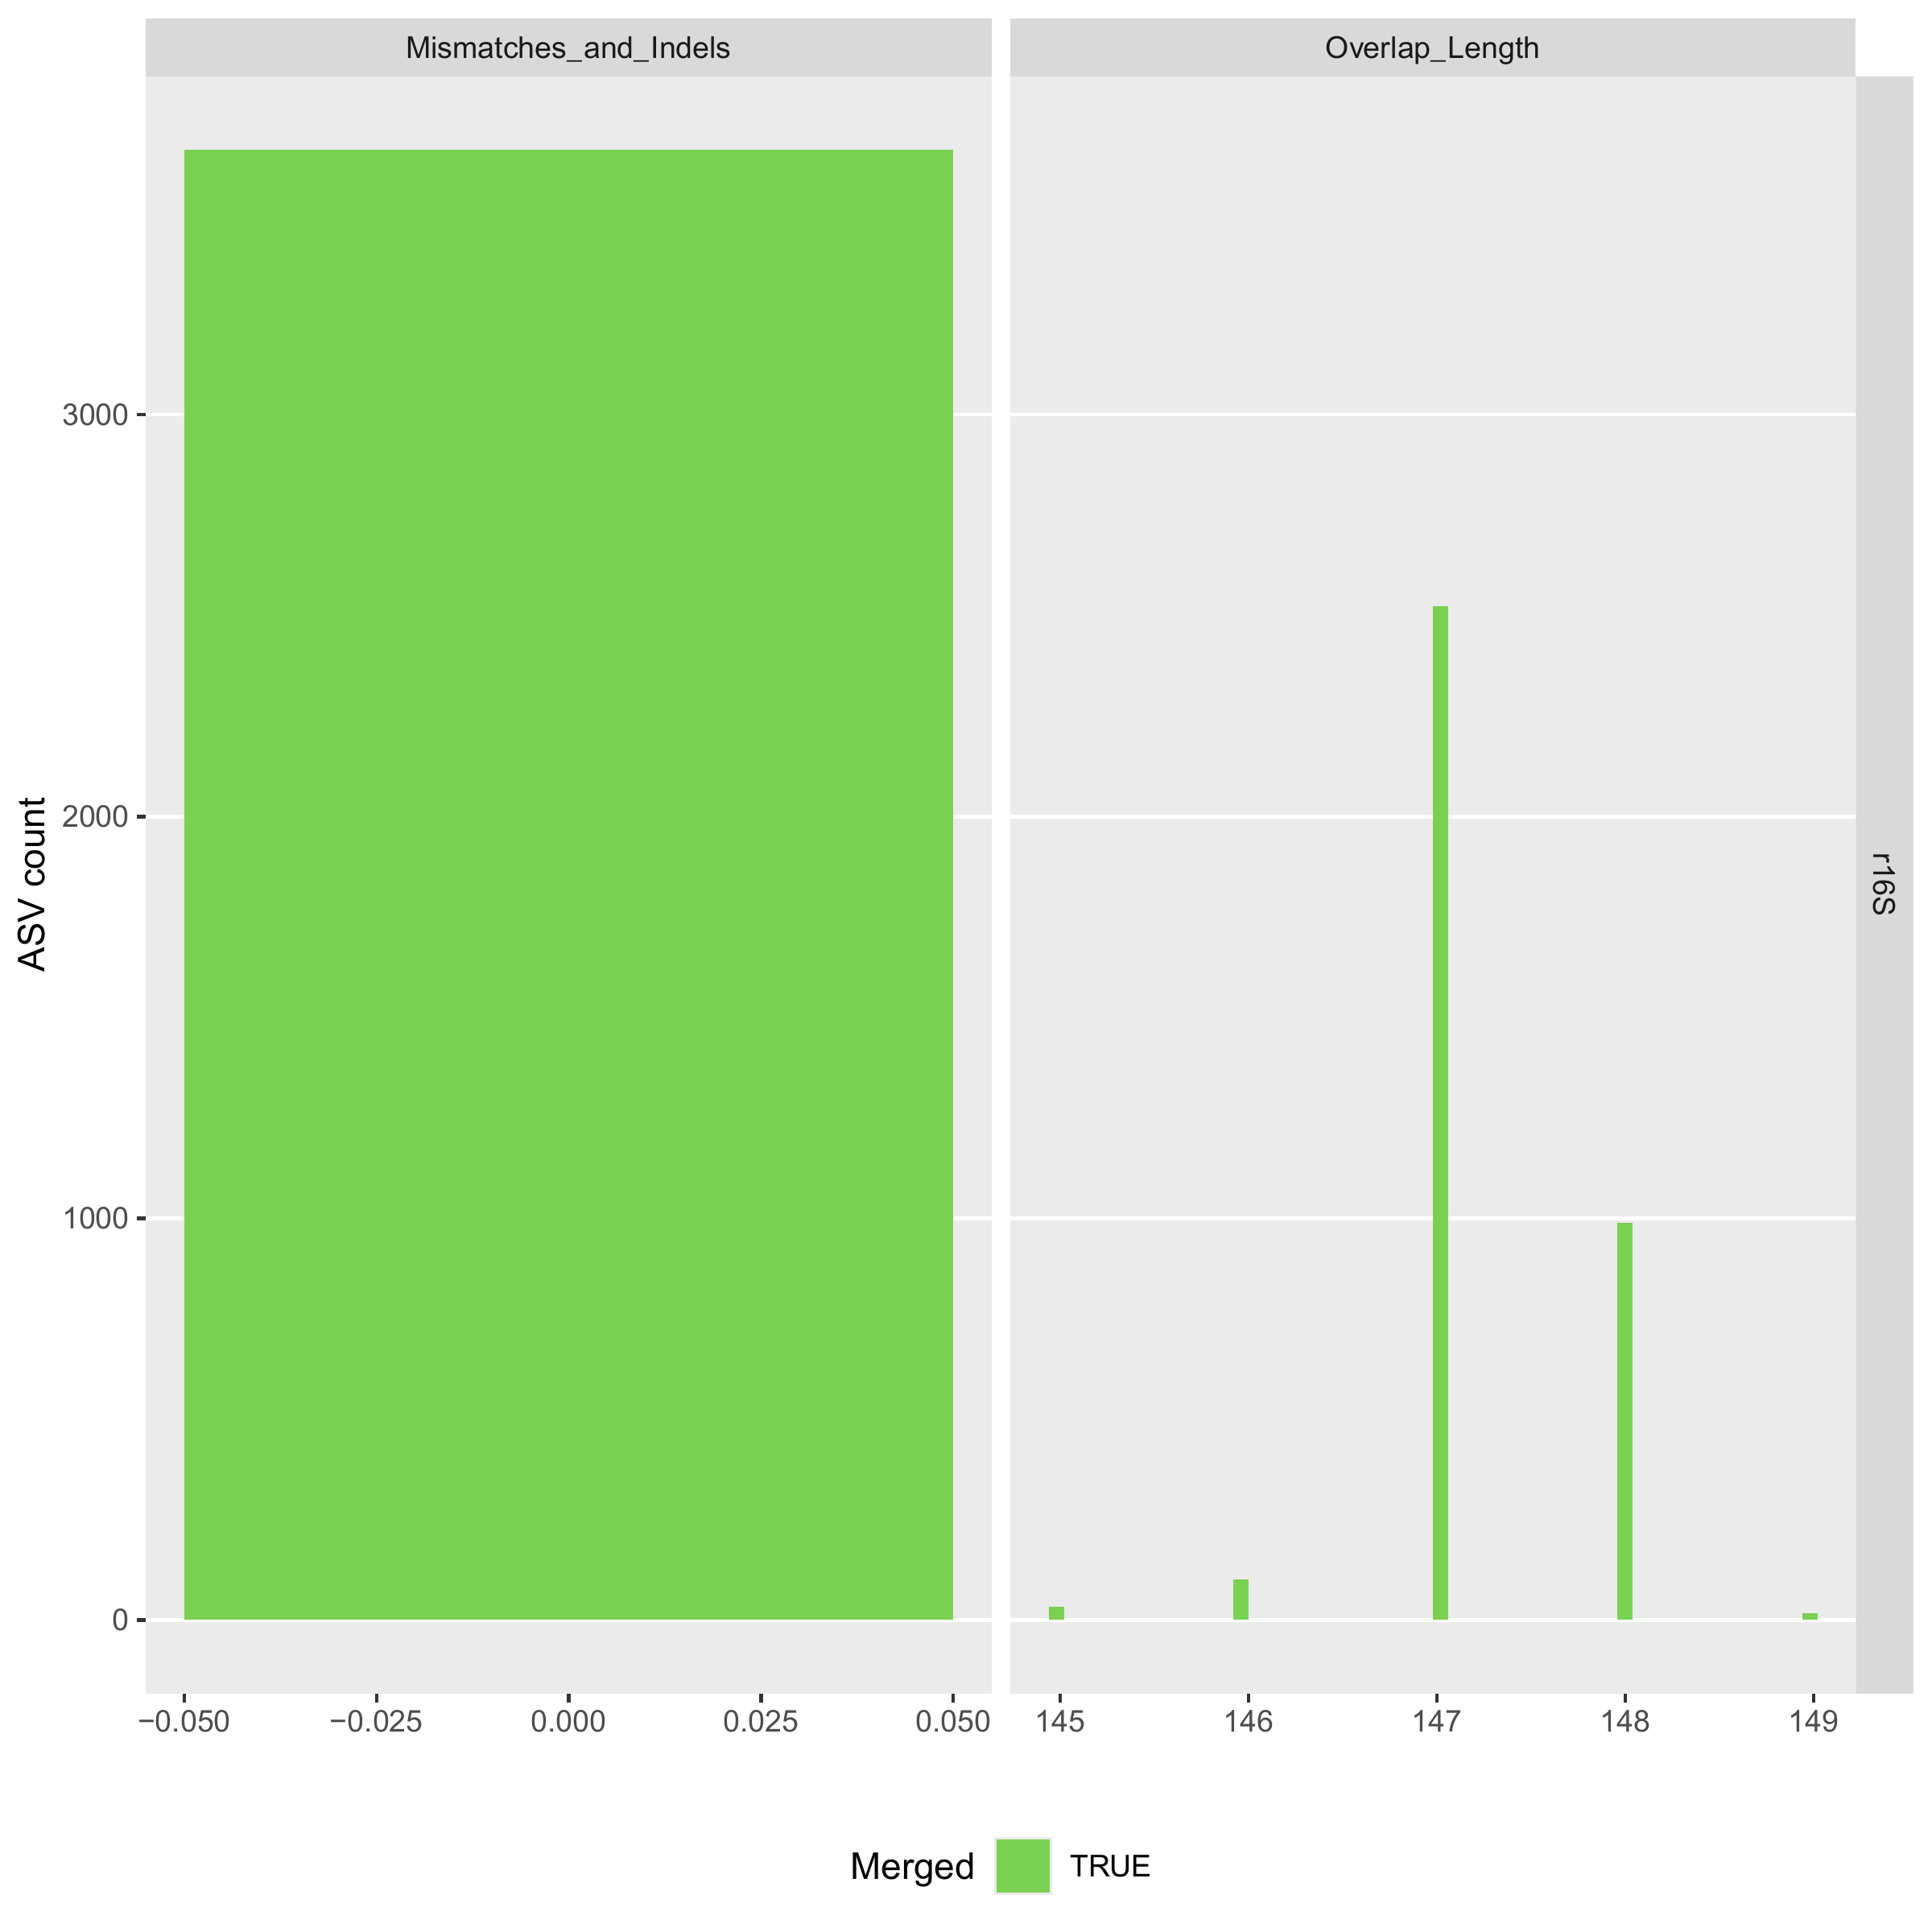 Mismatches_and_Indels
Overlap_Length
ASV count
3000
2000
1000
0
r16S
−0.050 −0.025 0.000 0.025 0.050
145 146 147 148 149
Merged TRUE